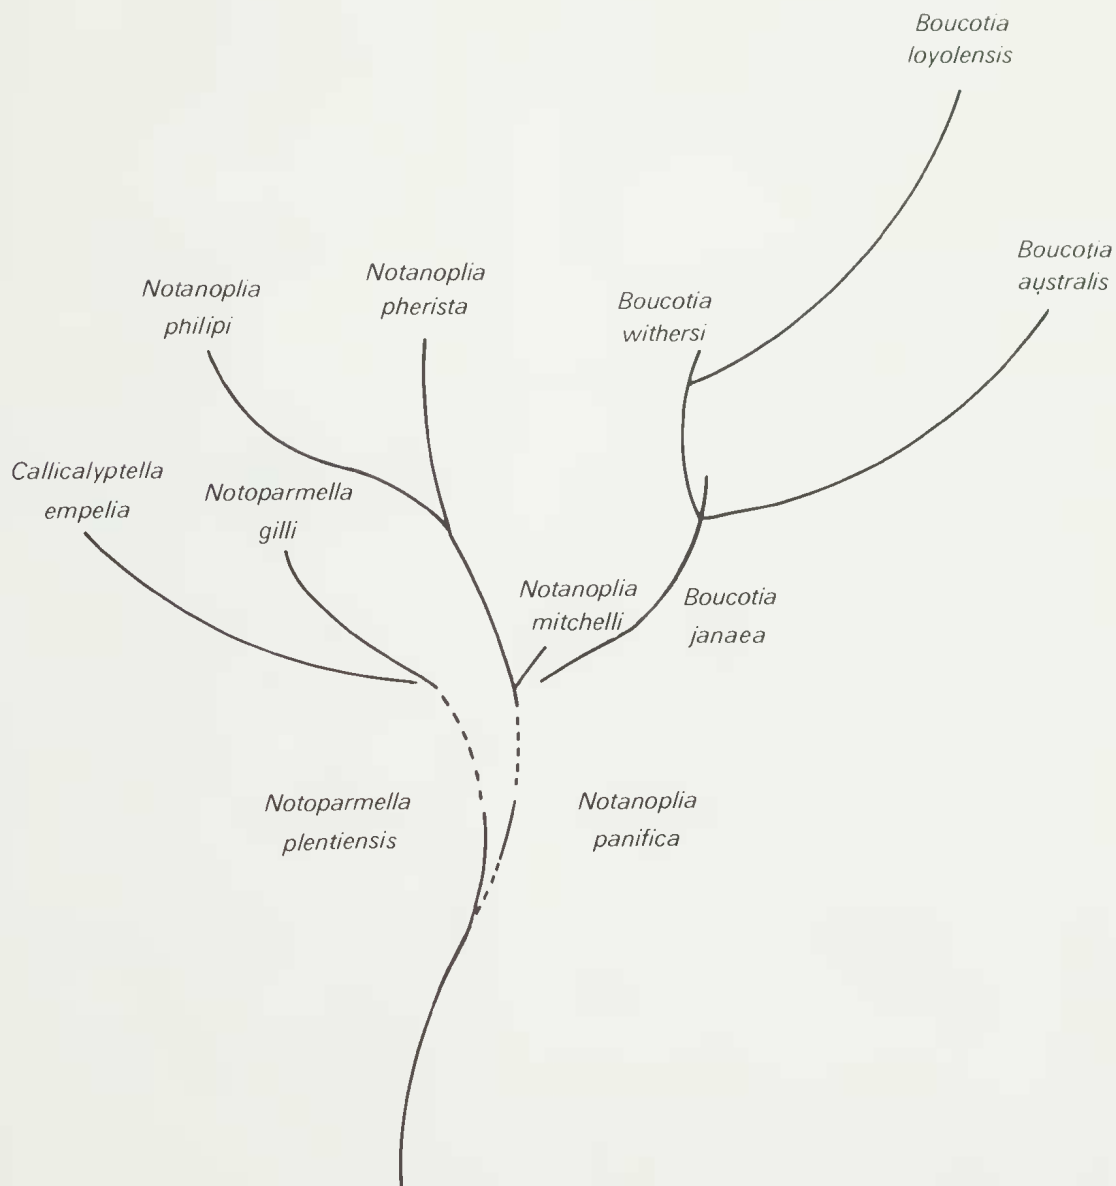 Boucotia
loyolensis
Boucotia
australis
Notanoplia
pherista
Notanoplia
philipi
Boucotia
withersi
Callicalyptella
empelia
Notoparmella
gilli
Notanoplia
mitchelli
Boucotia
janaea
Notoparmella
plentiensis
Notanoplia
panifica